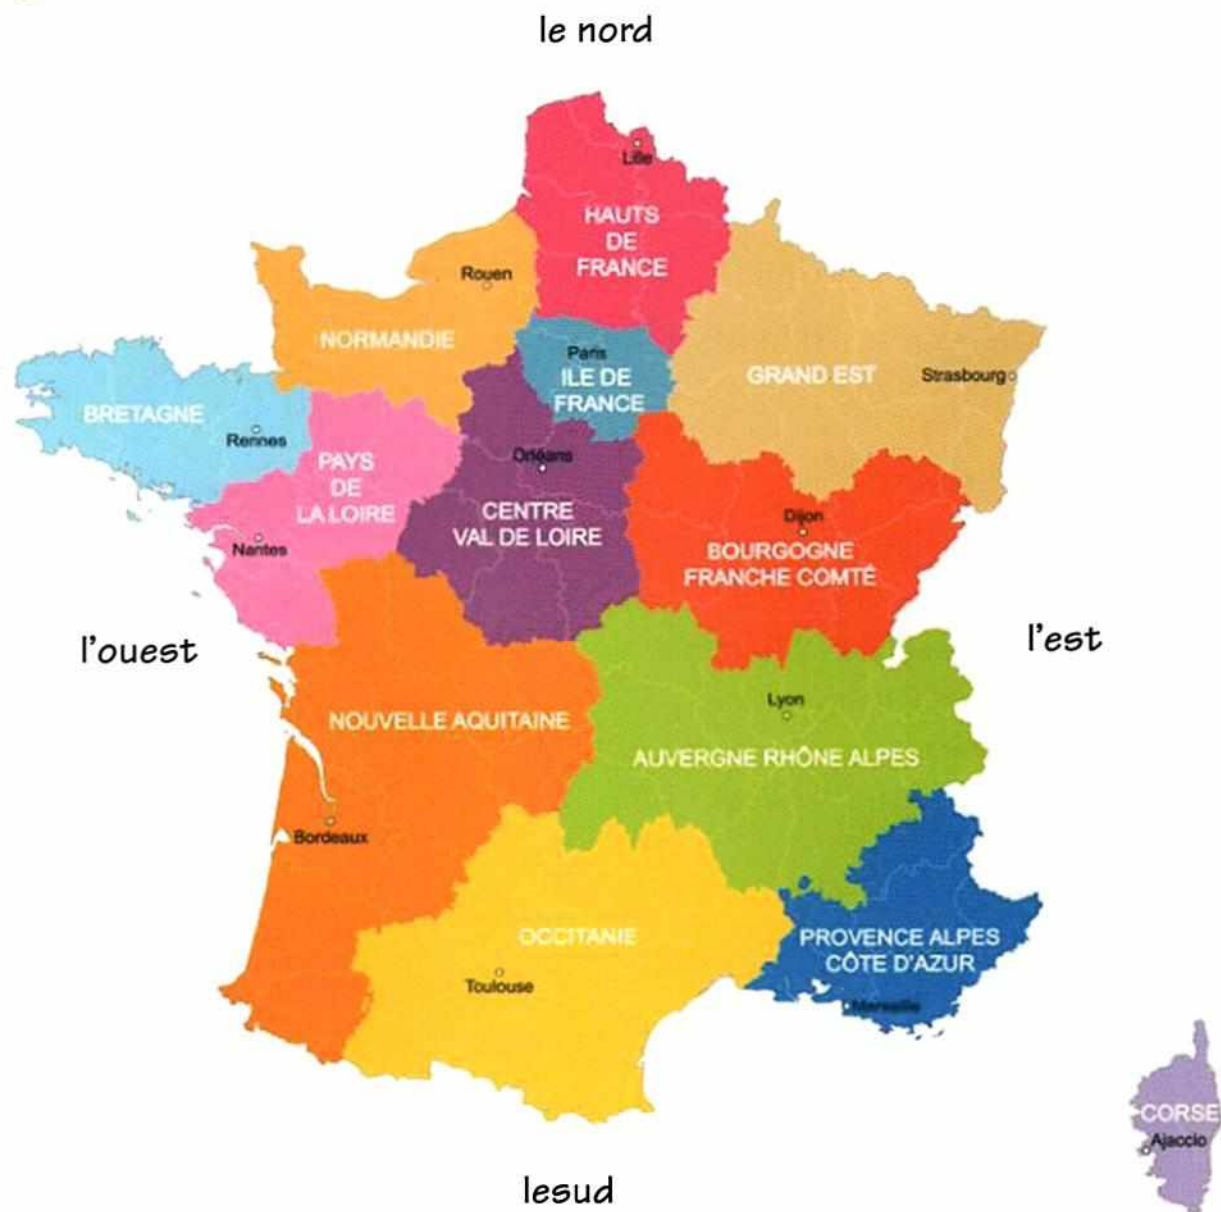 le nord
Lille
HAUTS
DE
FRANCE
Rouen
NORMANDIE
Paris
ILE DE
FRANCE
GRAND EST
Strasbourg
BRETAGNE
Rennes
PAYS
DE
LA LOIRE
Nantes
Orléans
CENTRE
VAL DE LOIRE
Dijon
BOURGOGNE
FRANCHE COMTÉ
l'ouest
l'est
NOUVELLE AQUITAINE
Bordeaux
Lyon
AUVERGNE RHÔNE ALPES
OCCITANIE
Toulouse
PROVENCE ALPES
CÔTE D'AZUR
Marseille
CORSE
Ajaccio
lesud